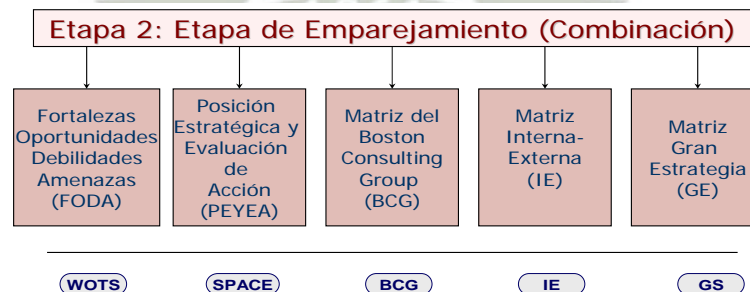 Etapa 2: Etapa de Emparejamiento (Combinación)
Fortalezas
Oportunidades
Debilidades
Amenazas
(FODA)
Posición
Estratégica y
Evaluación
de
Acción
(PEYEA)
Matriz del
Boston
Consulting
Group
(BCG)
Matriz
Interna-
Externa
(IE)
Matriz
Gran
Estrategia
(GE)
WOTS
SPACE
BCG
IE
GS